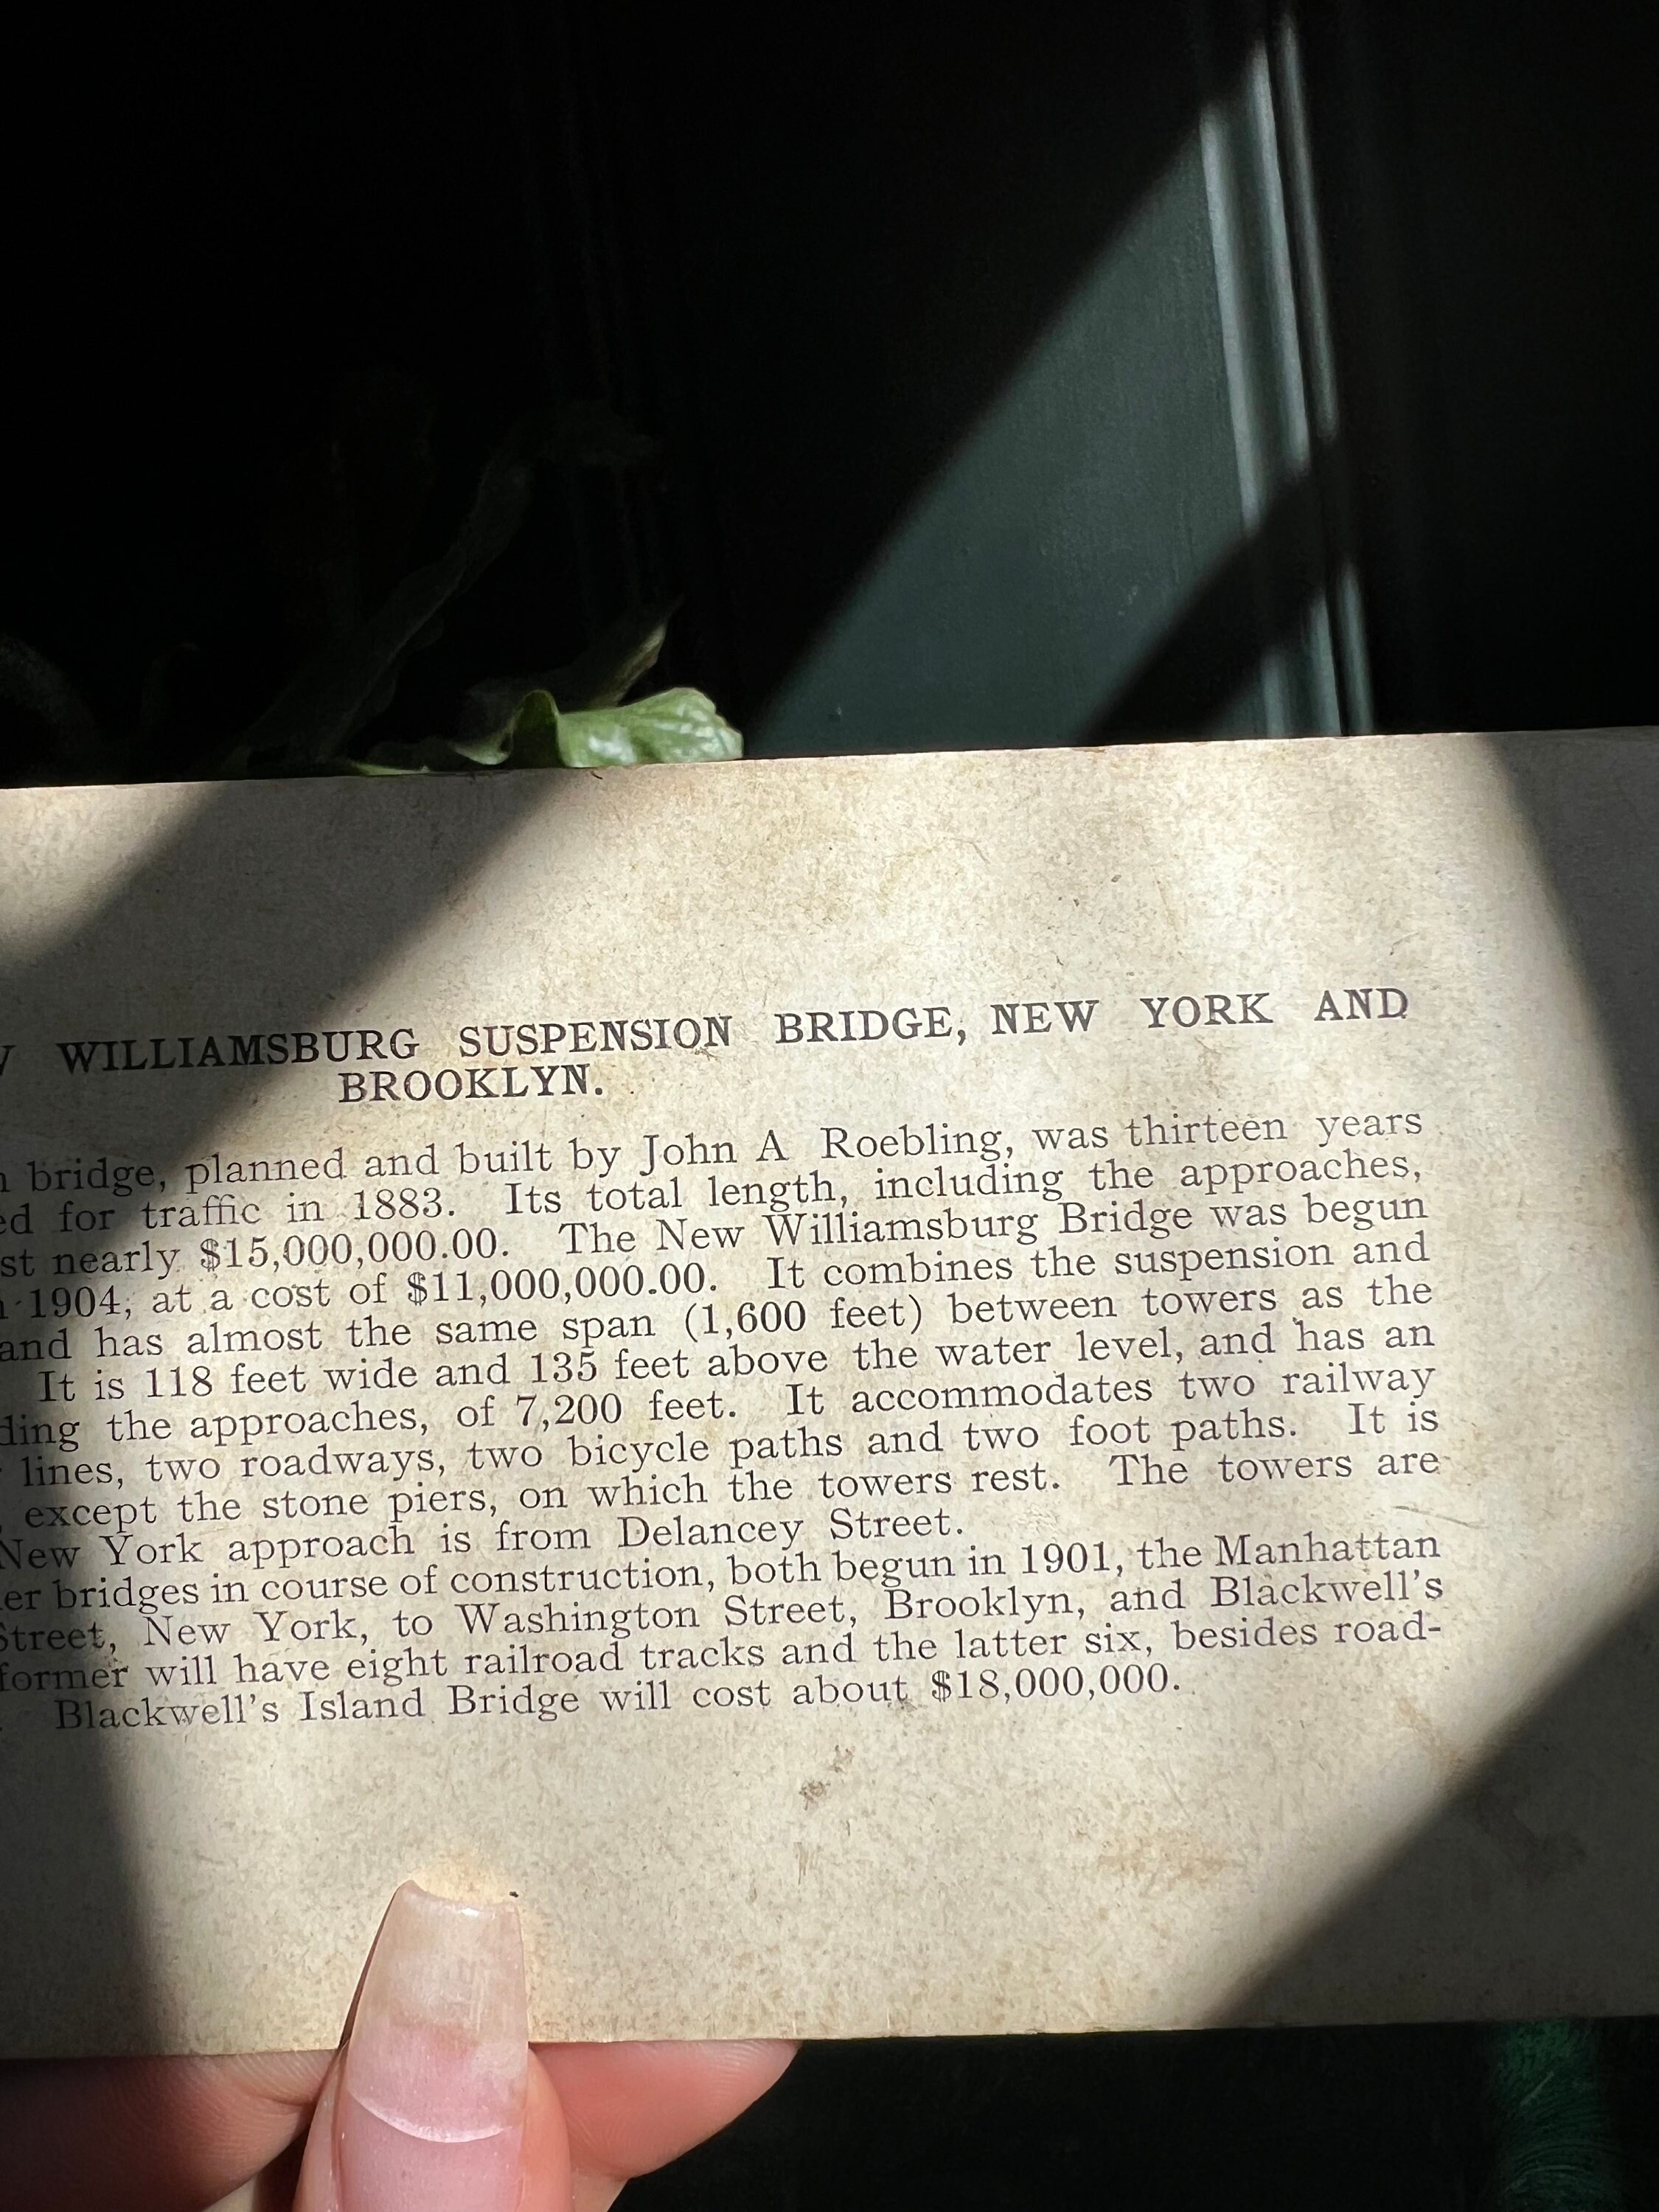 WILLIAMSBURG SUSPENSION BRIDGE, NEW YORK AND
BROOKLYN.
bridge, planned and built by John A Roebling, was thirteen years
for traffic in 1883. Its total length, including the approaches,
nearly $15,000,000.00. The New Williamsburg Bridge was begun
1904, at a cost of $11,000,000.00. It combines the suspension and
and has almost the same span (1,600 feet) between towers as the
It is 118 feet wide and 135 feet above the water level, and has an
the approaches, of 7,200 feet. It accommodates two railway
lines, two roadways, two bicycle paths and two foot paths. It is
except the stone piers, on which the towers rest. The towers are
New York approach is from Delancey Street.
bridges in course of construction, both begun in 1901, the Manhattan
Street, New York, to Washington Street, Brooklyn, and Blackwell's
former will have eight railroad tracks and the latter six, besides road-
Blackwell's Island Bridge will cost about $18,000,000.